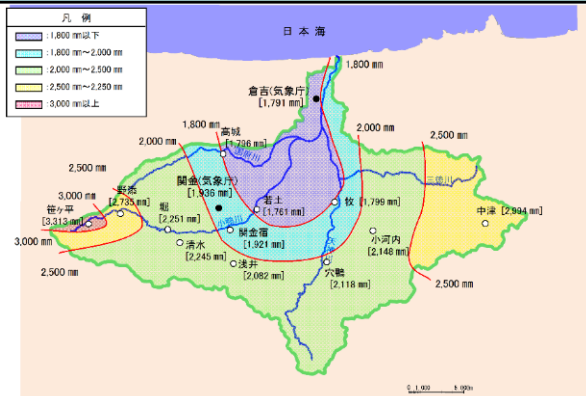 凡 例
:1,800 mm以下
:1,800 mm～2,000 mm
:2,000 mm～2,500 mm
:2,500 mm～2,250 mm
:3,000 mm以上
日 本 海
1,800 mm
倉吉(気象庁)
[1,791 mm]
1,800 mm
高城
[1,796 mm]
2,000 mm
2,000 mm
2,500 mm
2,500 mm
関金(気象庁)
[1,936 mm]
3,000 mm
野添
[2,735 mm]
笹ヶ平
[3,313 mm]
堀
[2,251 mm]
若土
[1,761 mm]
牧
[1,799 mm]
中津
[2,994 mm]
小鴨川
関金宿
[1,921 mm]
天神川
小河内
[2,148 mm]
3,000 mm
清水
[2,245 mm]
浅井
[2,082 mm]
穴鴨
[2,118 mm]
2,500 mm
2,500 mm